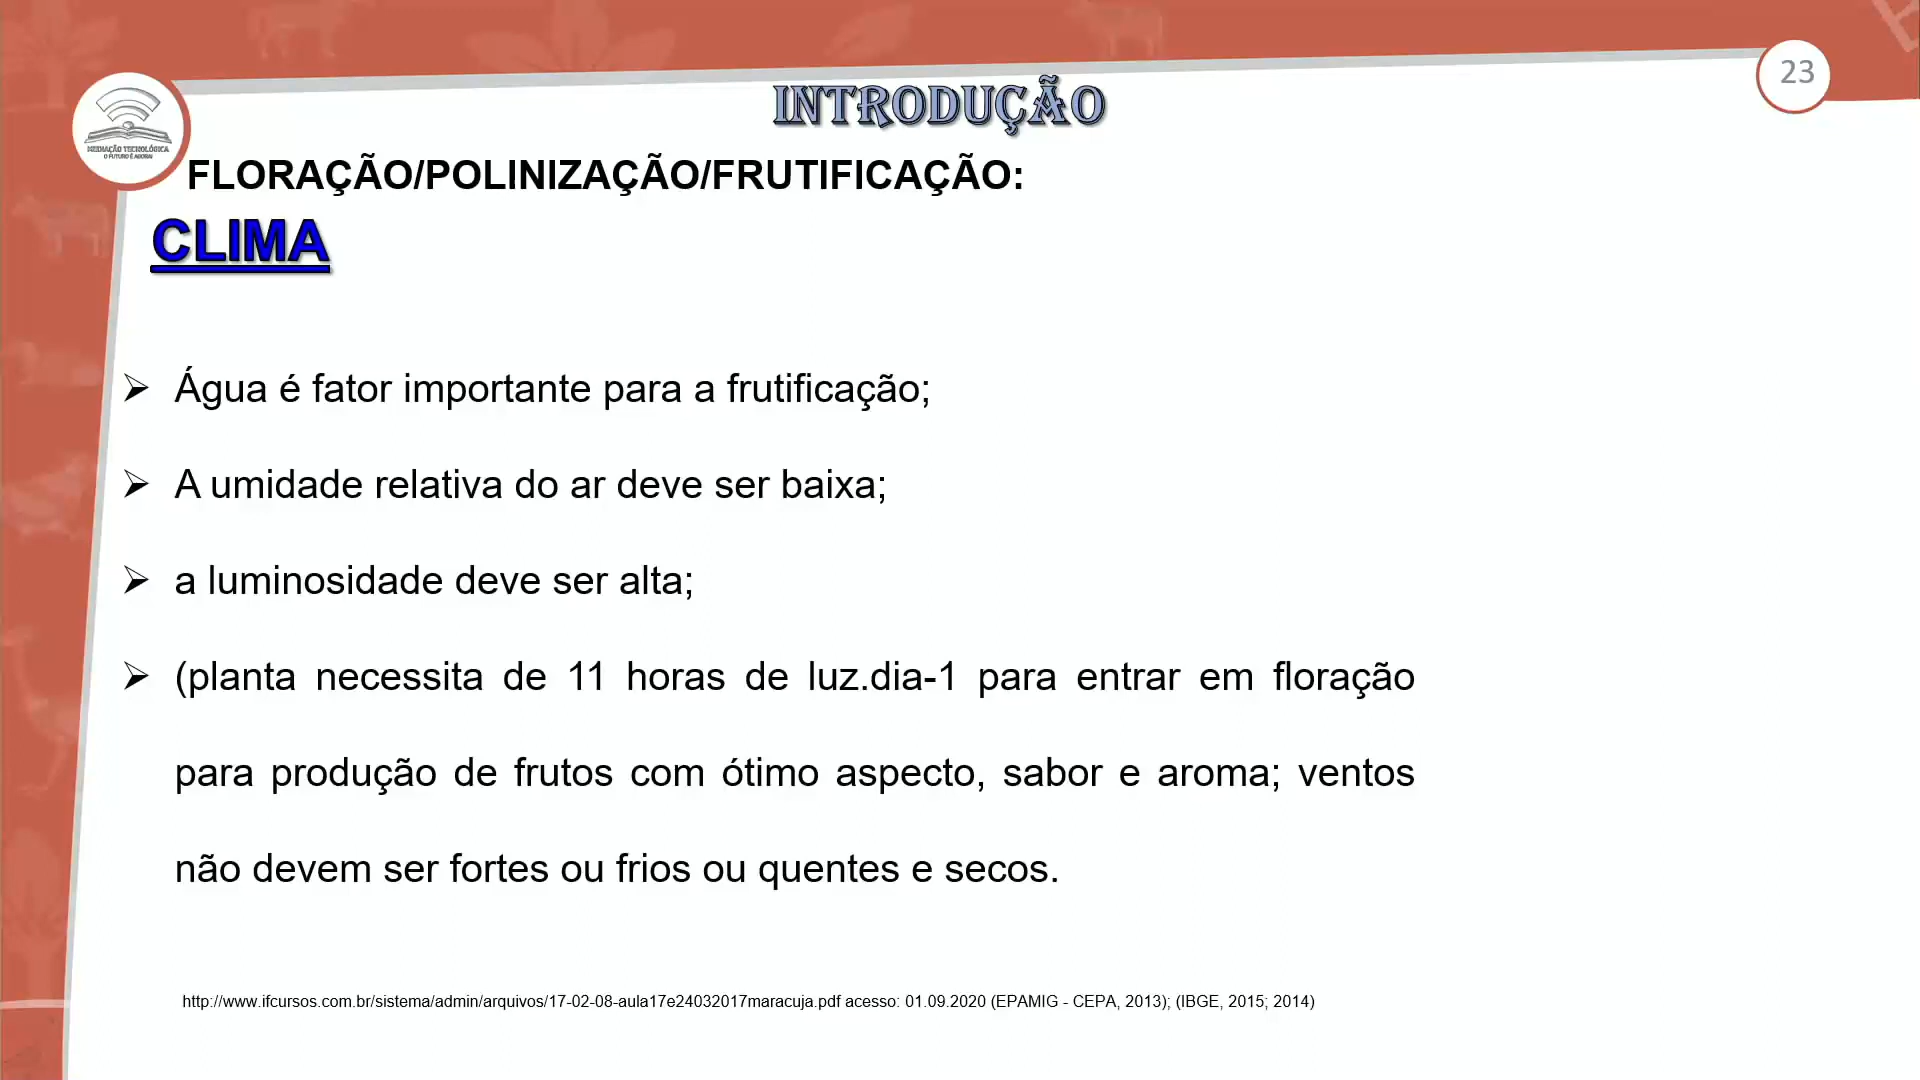 23
INTRODUÇÃO
MEDIAÇÃO TECNOLÓGICA
O FUTURO É AGORA!
FLORAÇÃO/POLINIZAÇÃO/FRUTIFICAÇÃO:
CLIMA
➢ Água é fator importante para a frutificação;
➢ A umidade relativa do ar deve ser baixa;
➢ a luminosidade deve ser alta;
➢ (planta necessita de 11 horas de luz.dia-1 para entrar em floração
para produção de frutos com ótimo aspecto, sabor e aroma; ventos
não devem ser fortes ou frios ou quentes e secos.
http://www.ifcursos.com.br/sistema/admin/arquivos/17-02-08-aula17e24032017maracuja.pdf acesso: 01.09.2020 (EPAMIG - CEPA, 2013); (IBGE, 2015; 2014)